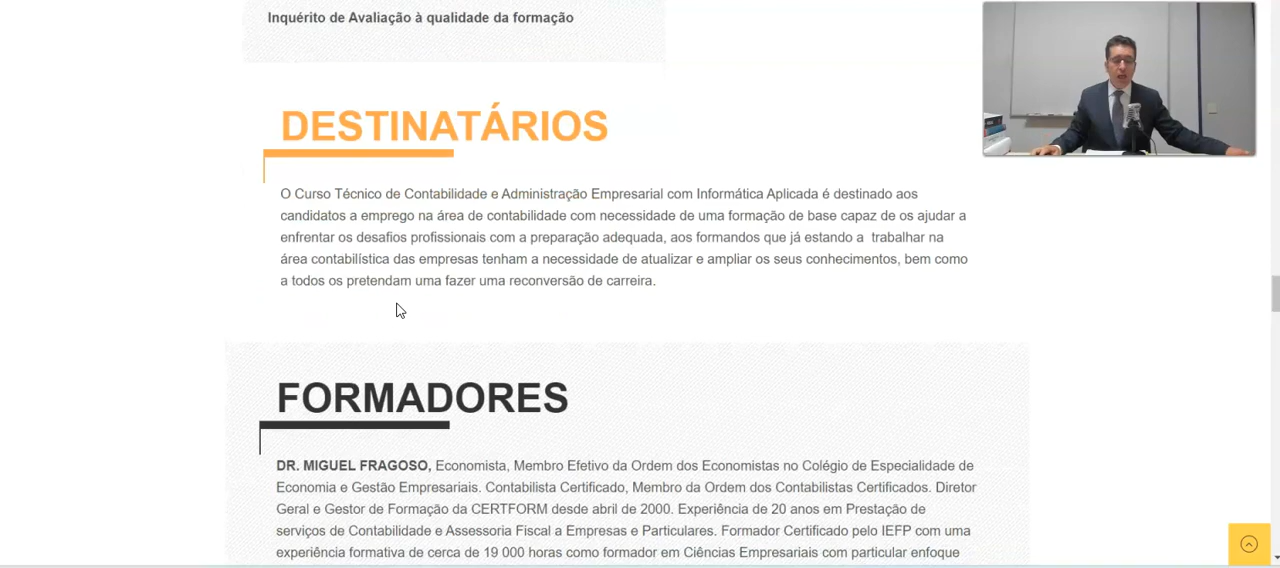 Inquérito de Avaliação à qualidade da formação
DESTINATÁRIOS
O Curso Técnico de Contabilidade e Administração Empresarial com Informática Aplicada é destinado aos
candidatos a emprego na área de contabilidade com necessidade de uma formação de base capaz de os ajudar a
enfrentar os desafios profissionais com a preparação adequada, aos formandos que já estando a trabalhar na
área contabilística das empresas tenham a necessidade de atualizar e ampliar os seus conhecimentos, bem como
a todos os pretendam uma fazer uma reconversão de carreira.
FORMADORES
DR. MIGUEL FRAGOSO, Economista, Membro Efetivo da Ordem dos Economistas no Colégio de Especialidade de
Economia e Gestão Empresariais. Contabilista Certificado, Membro da Ordem dos Contabilistas Certificados. Diretor
Geral e Gestor de Formação da CERTFORM desde abril de 2000. Experiência de 20 anos em Prestação de
serviços de Contabilidade e Assessoria Fiscal a Empresas e Particulares. Formador Certificado pelo IEFP com uma
experiência formativa de cerca de 19 000 horas como formador em Ciências Empresariais com particular enfoque